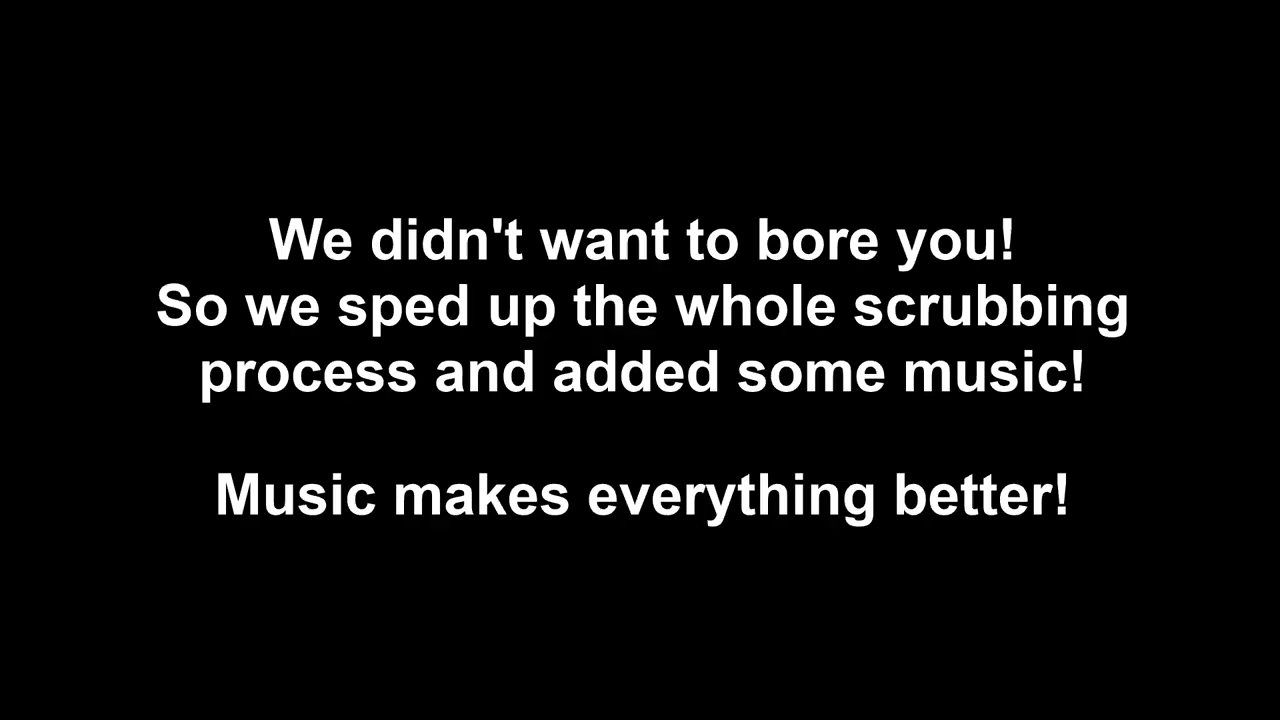 We didn't want to bore you!
So we sped up the whole scrubbing
process and added some music!
Music makes everything better!